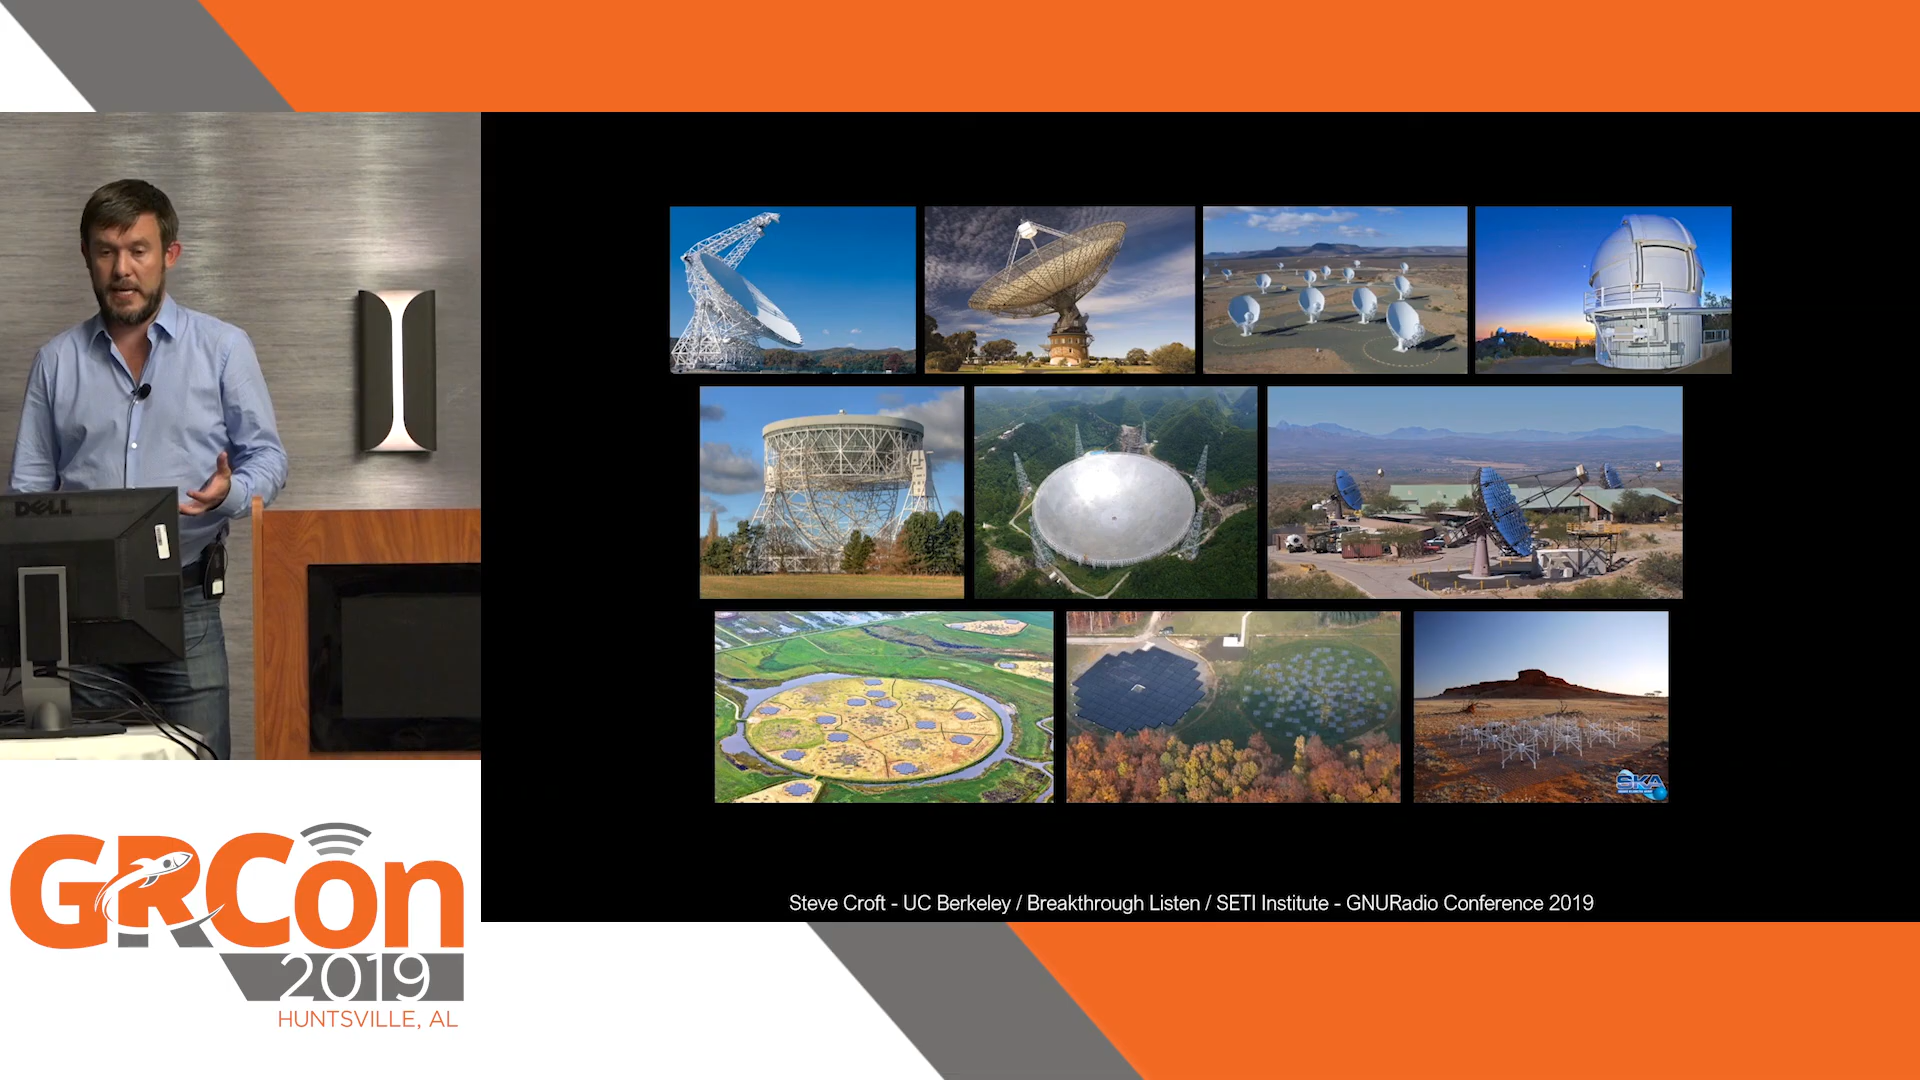 DELL
SKA
Steve Croft - UC Berkeley / Breakthrough Listen / SETI Institute - GNURadio Conference 2019
GRCon
2019
HUNTSVILLE, AL